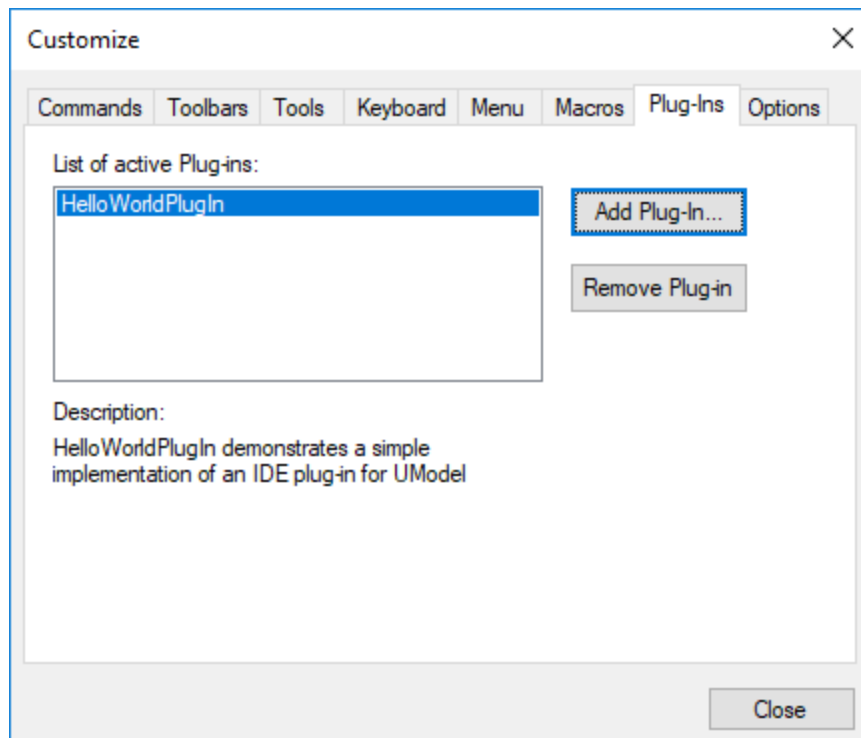 Customize
Commands Toolbars Tools Keyboard Menu Macros Plug-Ins Options
List of active Plug-ins:
HelloWorldPlugIn
Add Plug-In...
Remove Plug-in
Description:
HelloWorldPlugIn demonstrates a simple
implementation of an IDE plug-in for UModel
Close